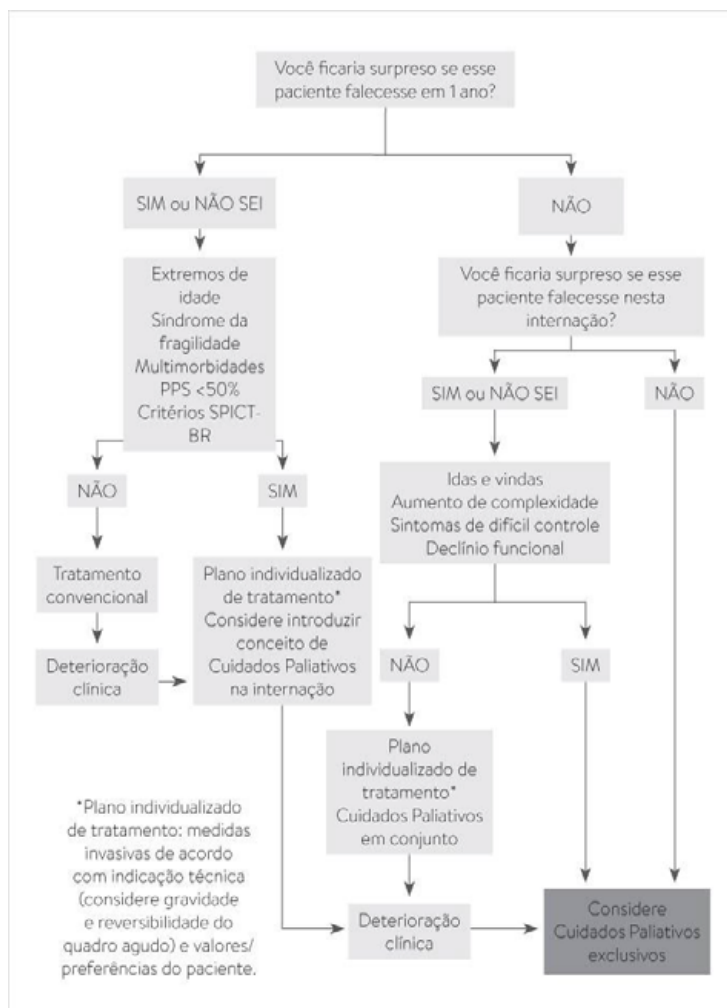 Você ficaria surpreso se esse
paciente falecesse em 1 ano?
SIM ou NÃO SEI
NÃO
Extremos de
idade
Síndrome da
fragilidade
Multimorbidades
PPS <50%
Critérios SPICT-
BR
Você ficaria surpreso se esse
paciente falecesse nesta
internação?
SIM ou NÃO SEI
NÃO
NÃO
SIM
Idas e vindas
Aumento de complexidade
Sintomas de difícil controle
Declínio funcional
Tratamento
convencional
Plano individualizado
de tratamento*
Considere introduzir
conceito de
Cuidados Paliativos
na internação
Deterioração
clínica
NÃO
SIM
Plano
individualizado de
tratamento*
Cuidados Paliativos
em conjunto
*Plano individualizado
de tratamento: medidas
invasivas de acordo
com indicação técnica
(considere gravidade
e reversibilidade do
quadro agudo) e valores/
preferências do paciente.
Deterioração
clínica
Considere
Cuidados Paliativos
exclusivos